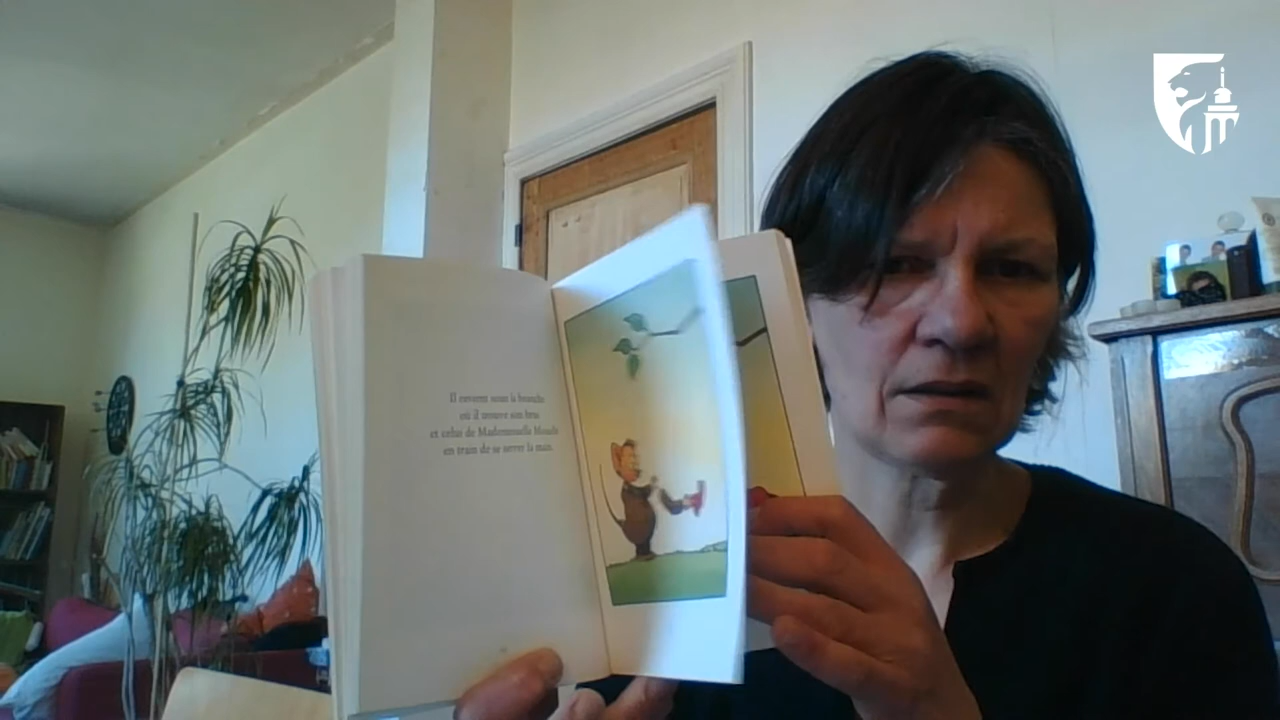 Il revient sous la branche
où il trouve son bras
et celui de Mademoiselle Moule
en train de se serrer la main.